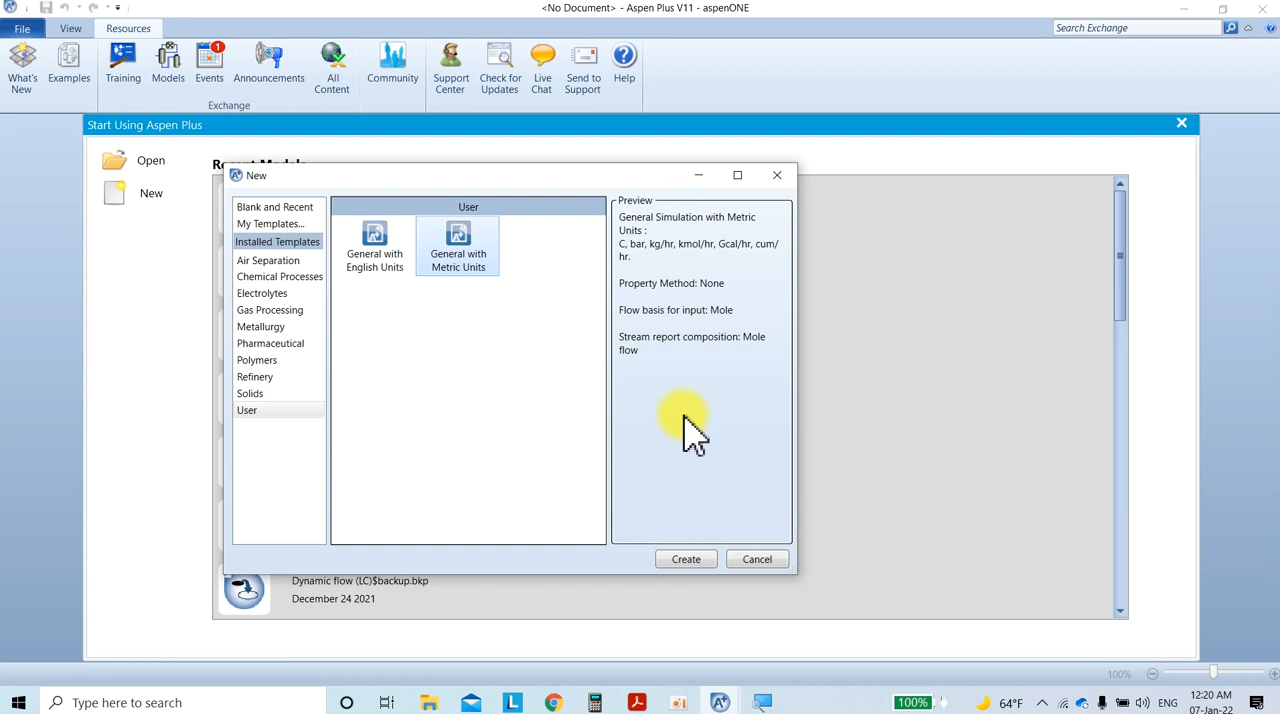 <No Document> - Aspen Plus V11 - aspenONE
File
View
Resources
Search Exchange
What's New
Examples
Training
Models
1
Events
Announcements
All Content
Community
Support Center
Check for Updates
Live Chat
Send to Support
Help
Exchange
Start Using Aspen Plus
Open
New
Recent Models
New
Blank and Recent
My Templates...
Installed Templates
Air Separation
Chemical Processes
Electrolytes
Gas Processing
Metallurgy
Pharmaceutical
Polymers
Refinery
Solids
User
User
General with
English Units
General with
Metric Units
Preview
General Simulation with Metric
Units :
C, bar, kg/hr, kmol/hr, Gcal/hr, cum/
hr.
Property Method: None
Flow basis for input: Mole
Stream report composition: Mole
flow
Create
Cancel
Dynamic flow (LC)$backup.bkp
December 24 2021
100%
Type here to search
100%
64°F
ENG
12:20 AM
07-Jan-22